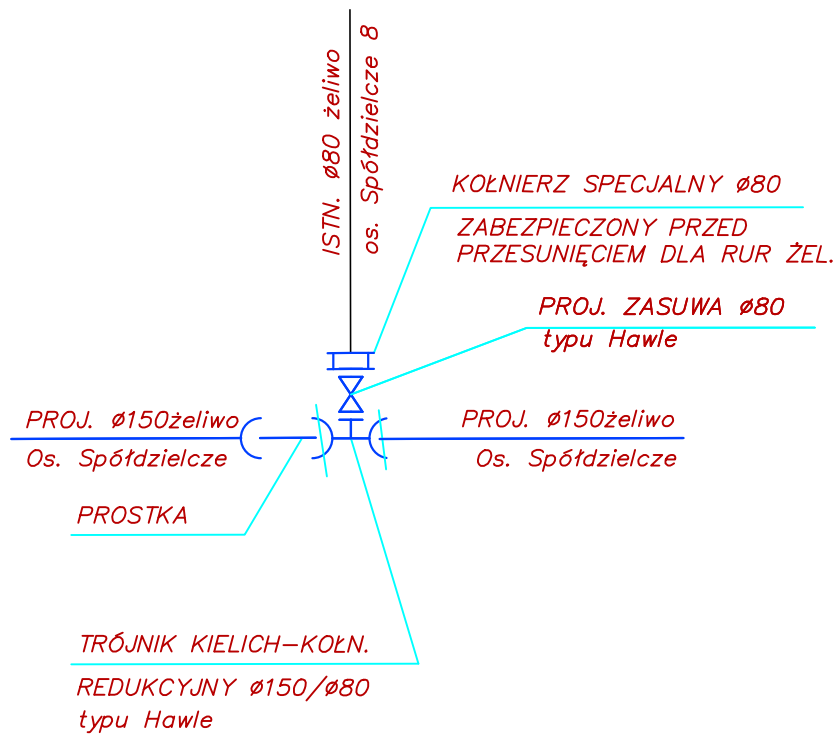 ISTN. ø80 żeliwo
os. Spółdzielcze 8
KOŁNIERZ SPECJALNY ø80
ZABEZPIECZONY PRZED
PRZESUNIĘCIEM DLA RUR ŻEL.
PROJ. ZASUWA ø80
typu Hawle
PROJ. ø150żeliwo
Os. Spółdzielcze
PROJ. ø150żeliwo
Os. Spółdzielcze
PROSTKA
TRÓJNIK KIELICH-KOŁN.
REDUKCYJNY ø150/ø80
typu Hawle